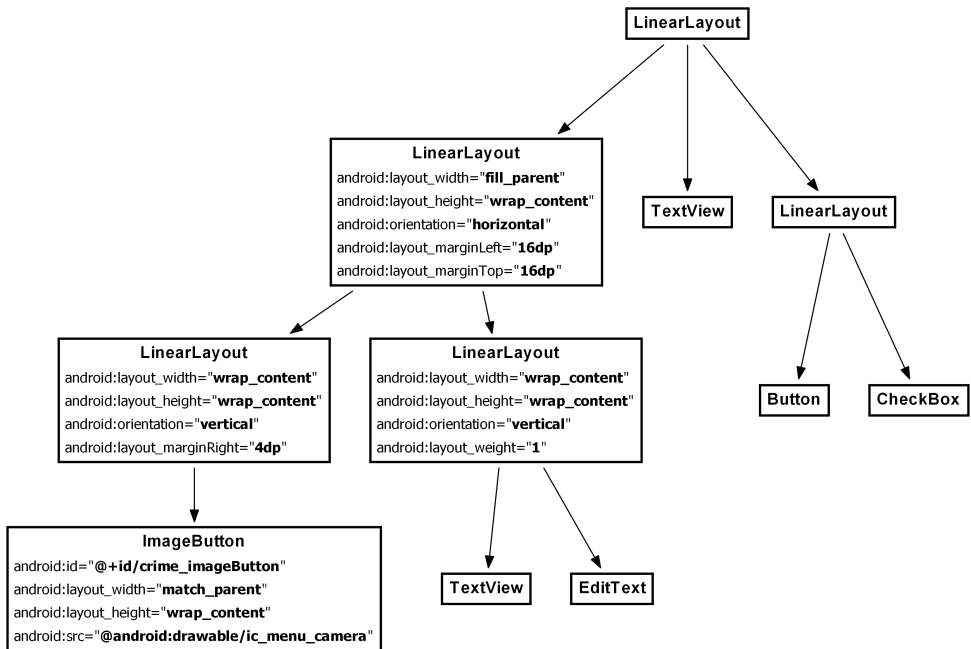 LinearLayout
LinearLayout
android:layout_width="fill_parent"
android:layout_height="wrap_content"
android:orientation="horizontal"
android:layout_marginLeft="16dp"
android:layout_marginTop="16dp"
TextView
LinearLayout
LinearLayout
android:layout_width="wrap_content"
android:layout_height="wrap_content"
android:orientation="vertical"
android:layout_marginRight="4dp"
LinearLayout
android:layout_width="wrap_content"
android:layout_height="wrap_content"
android:orientation="vertical"
android:layout_weight="1"
Button
CheckBox
ImageButton
android:id="@+id/crime_imageButton"
android:layout_width="match_parent"
android:layout_height="wrap_content"
android:src="@android:drawable/ic_menu_camera"
TextView
EditText